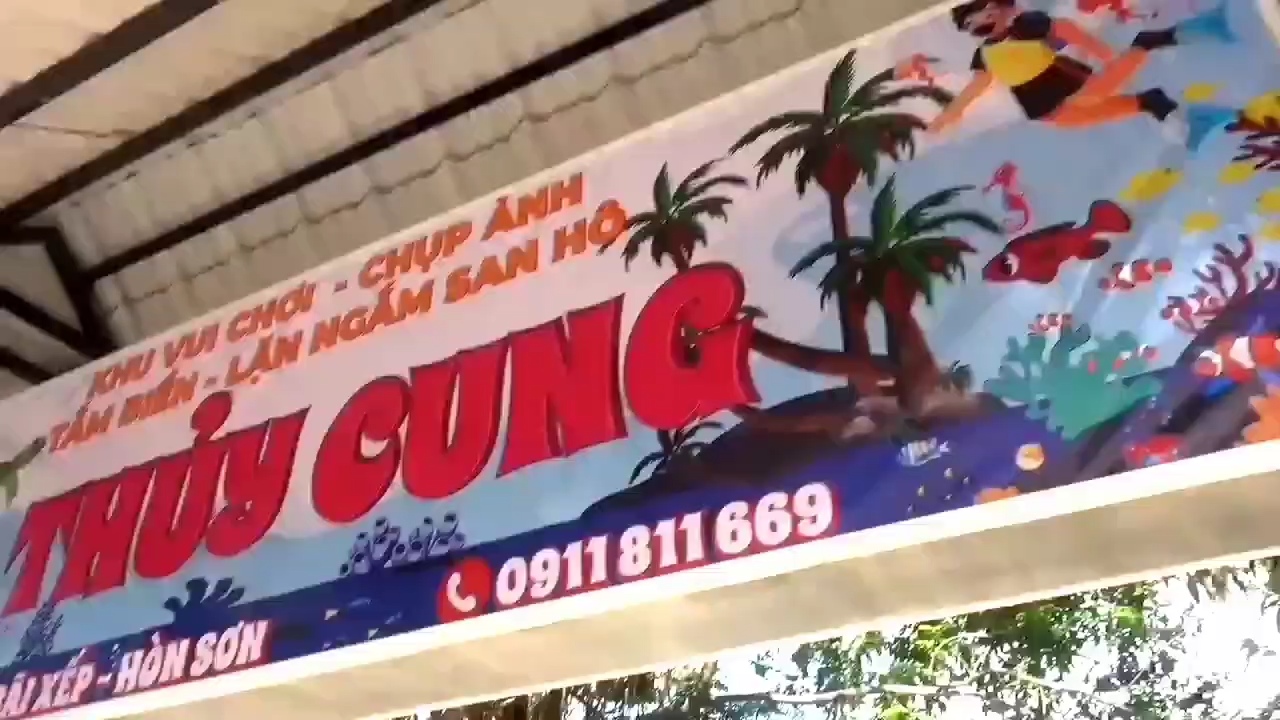 KHU VUI CHƠI - CHỤP ẢNH
TẮM BIỂN - LẶN NGẮM SAN HÔ
THỦY CUNG
0911 811 669
BÃI XẾP - HÒN SƠN